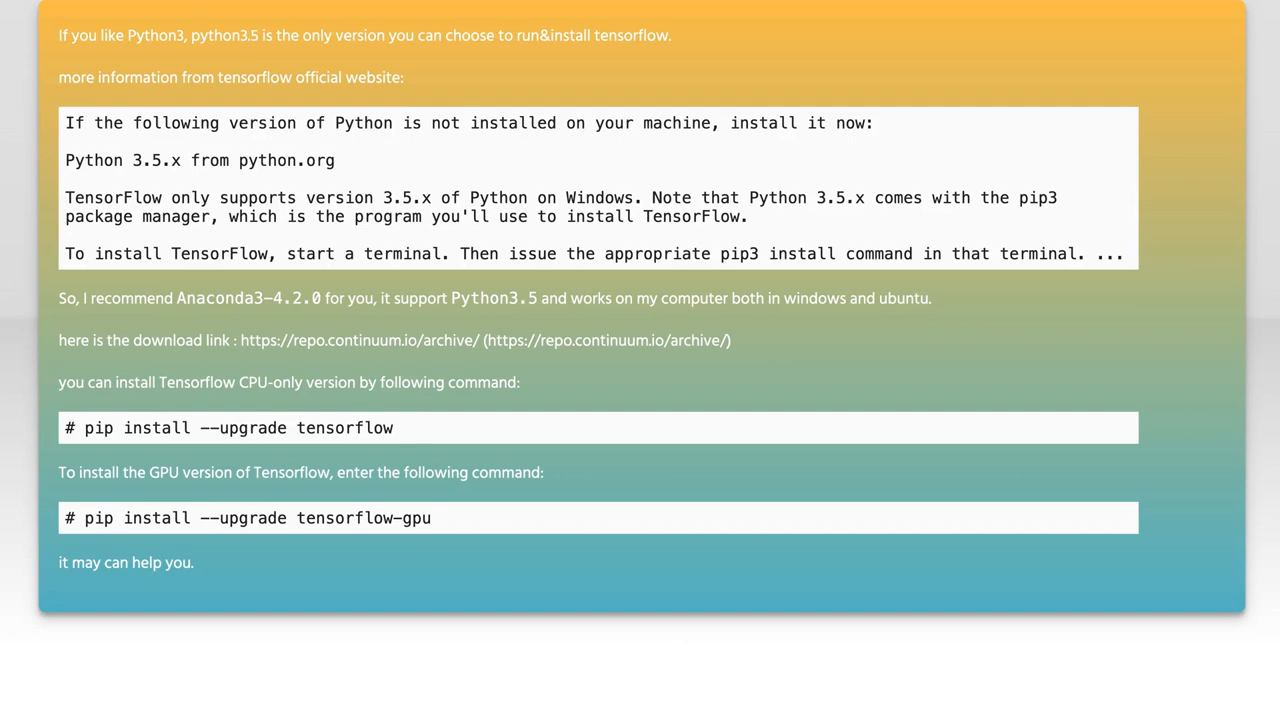 If you like Python3, python3.5 is the only version you can choose to run&install tensorflow.
more information from tensorflow official website:
If the following version of Python is not installed on your machine, install it now:
Python 3.5.x from python.org
TensorFlow only supports version 3.5.x of Python on Windows. Note that Python 3.5.x comes with the pip3
package manager, which is the program you'll use to install TensorFlow.
To install TensorFlow, start a terminal. Then issue the appropriate pip3 install command in that terminal. ...
So, I recommend Anaconda3-4.2.0 for you, it support Python3.5 and works on my computer both in windows and ubuntu.
here is the download link : https://repo.continuum.io/archive/ (https://repo.continuum.io/archive/)
you can install Tensorflow CPU-only version by following command:
# pip install --upgrade tensorflow
To install the GPU version of Tensorflow, enter the following command:
# pip install --upgrade tensorflow-gpu
it may can help you.